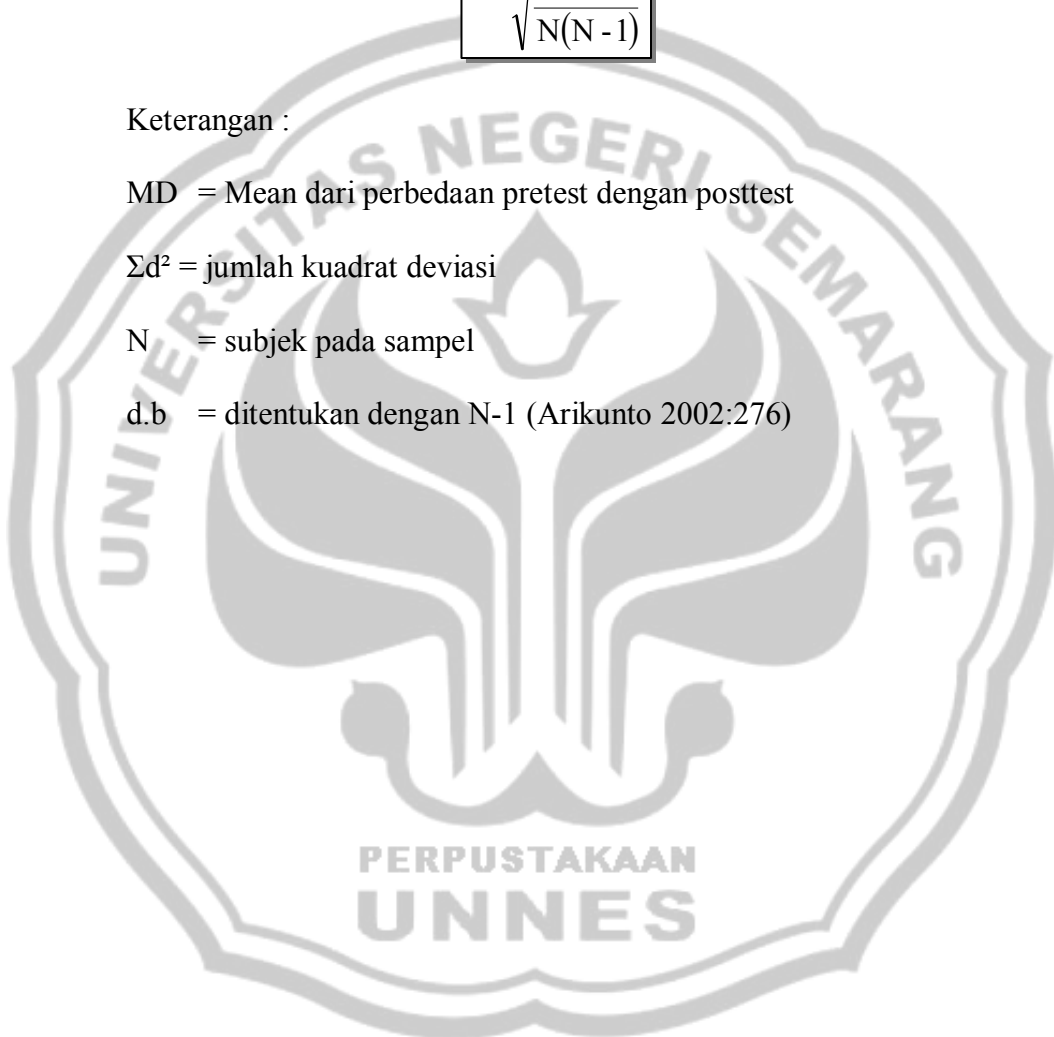 √N(N-1)
Keterangan :
MD = Mean dari perbedaan pretest dengan posttest
Σd² = jumlah kuadrat deviasi
N = subjek pada sampel
d.b = ditentukan dengan N-1 (Arikunto 2002:276)
UNIVERSITAS NEGERI SEMARANG
PERPUSTAKAAN
UNNES